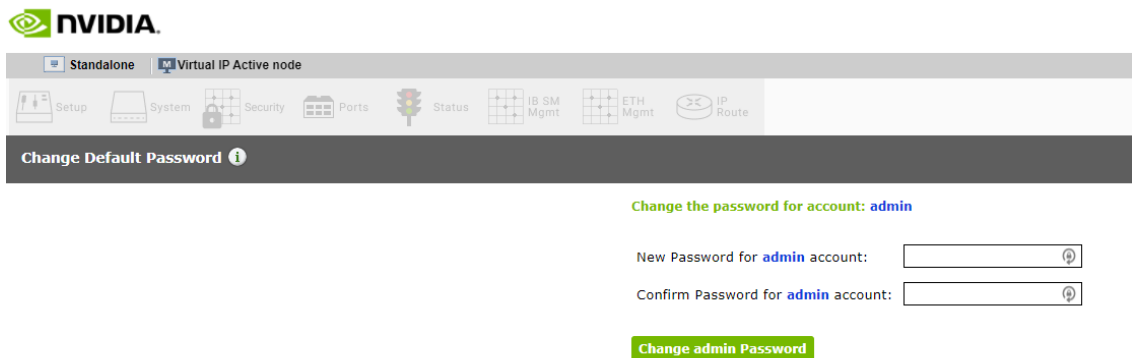 NVIDIA.
Standalone Virtual IP Active node
Setup System Security Ports Status IB SM Mgmt ETH Mgmt IP Route
Change Default Password i
Change the password for account: admin
New Password for admin account:
Confirm Password for admin account:
Change admin Password